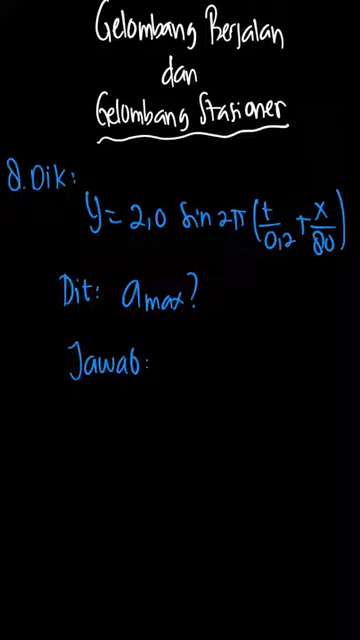 Gelombang Berjalan
dan
Gelombang Stasioner
8. Dik:
y = 2,0 sin 2π (t/0,2 + x/80)
Dit: amax?
Jawab: